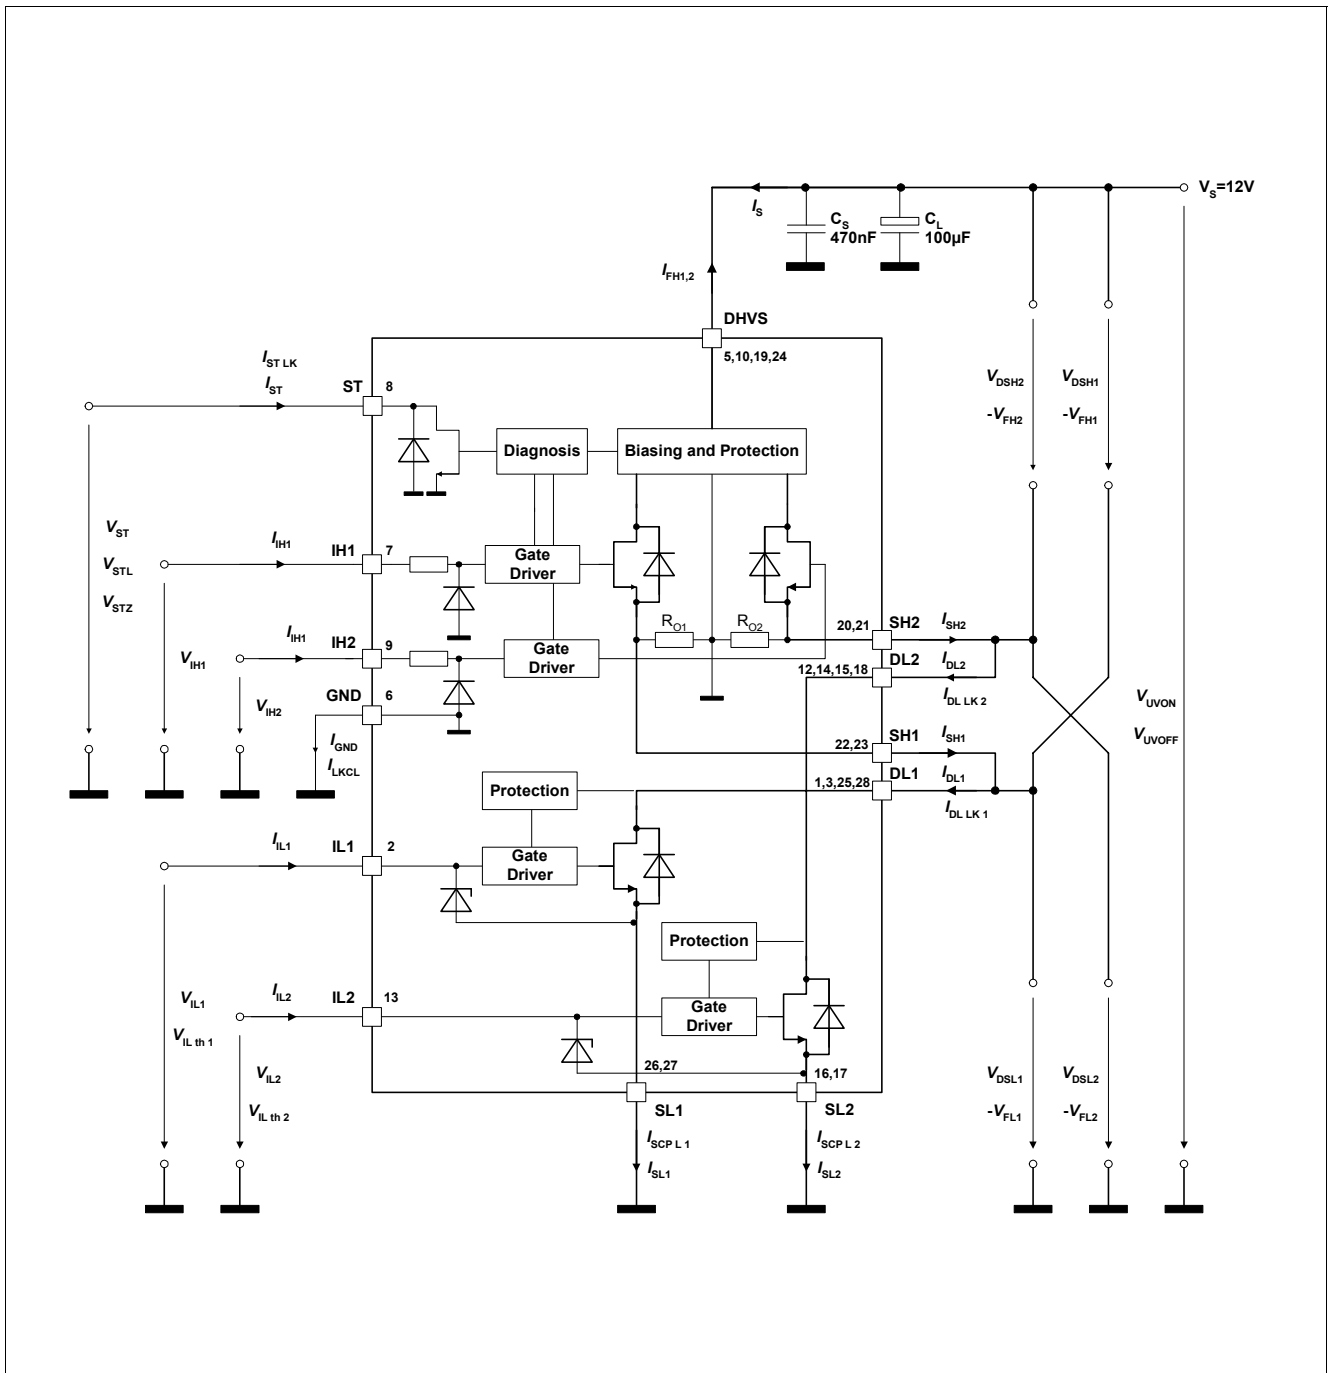 VS=12V
IS
CS
470nF
CL
100µF
IFH1,2
DHVS
5,10,19,24
IST LK
IST
ST
8
VDSH2
-VFH2
VDSH1
-VFH1
Diagnosis
Biasing and Protection
VST
VSTL
VSTZ
IIH1
IH1
7
Gate
Driver
RO1
RO2
20,21
SH2
ISH2
IIH1
IH2
9
Gate
Driver
VIH1
12,14,15,18
DL2
IDL2
IDL LK 2
GND
6
VIH2
IGND
ILKCL
VUVON
VUVOFF
22,23
SH1
ISH1
1,3,25,28
DL1
IDL1
IDL LK 1
Protection
IIL1
IL1
2
Gate
Driver
Protection
VIL1
VIL th 1
IIL2
IL2
13
Gate
Driver
26,27
16,17
VIL2
VIL th 2
VDSL1
-VFL1
VDSL2
-VFL2
SL1
SL2
ISCP L 1
ISL1
ISCP L 2
ISL2